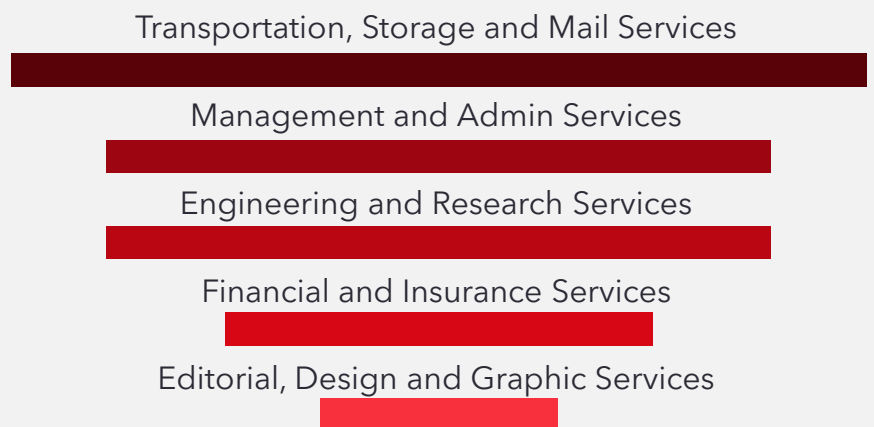 Transportation, Storage and Mail Services
Management and Admin Services
Engineering and Research Services
Financial and Insurance Services
Editorial, Design and Graphic Services